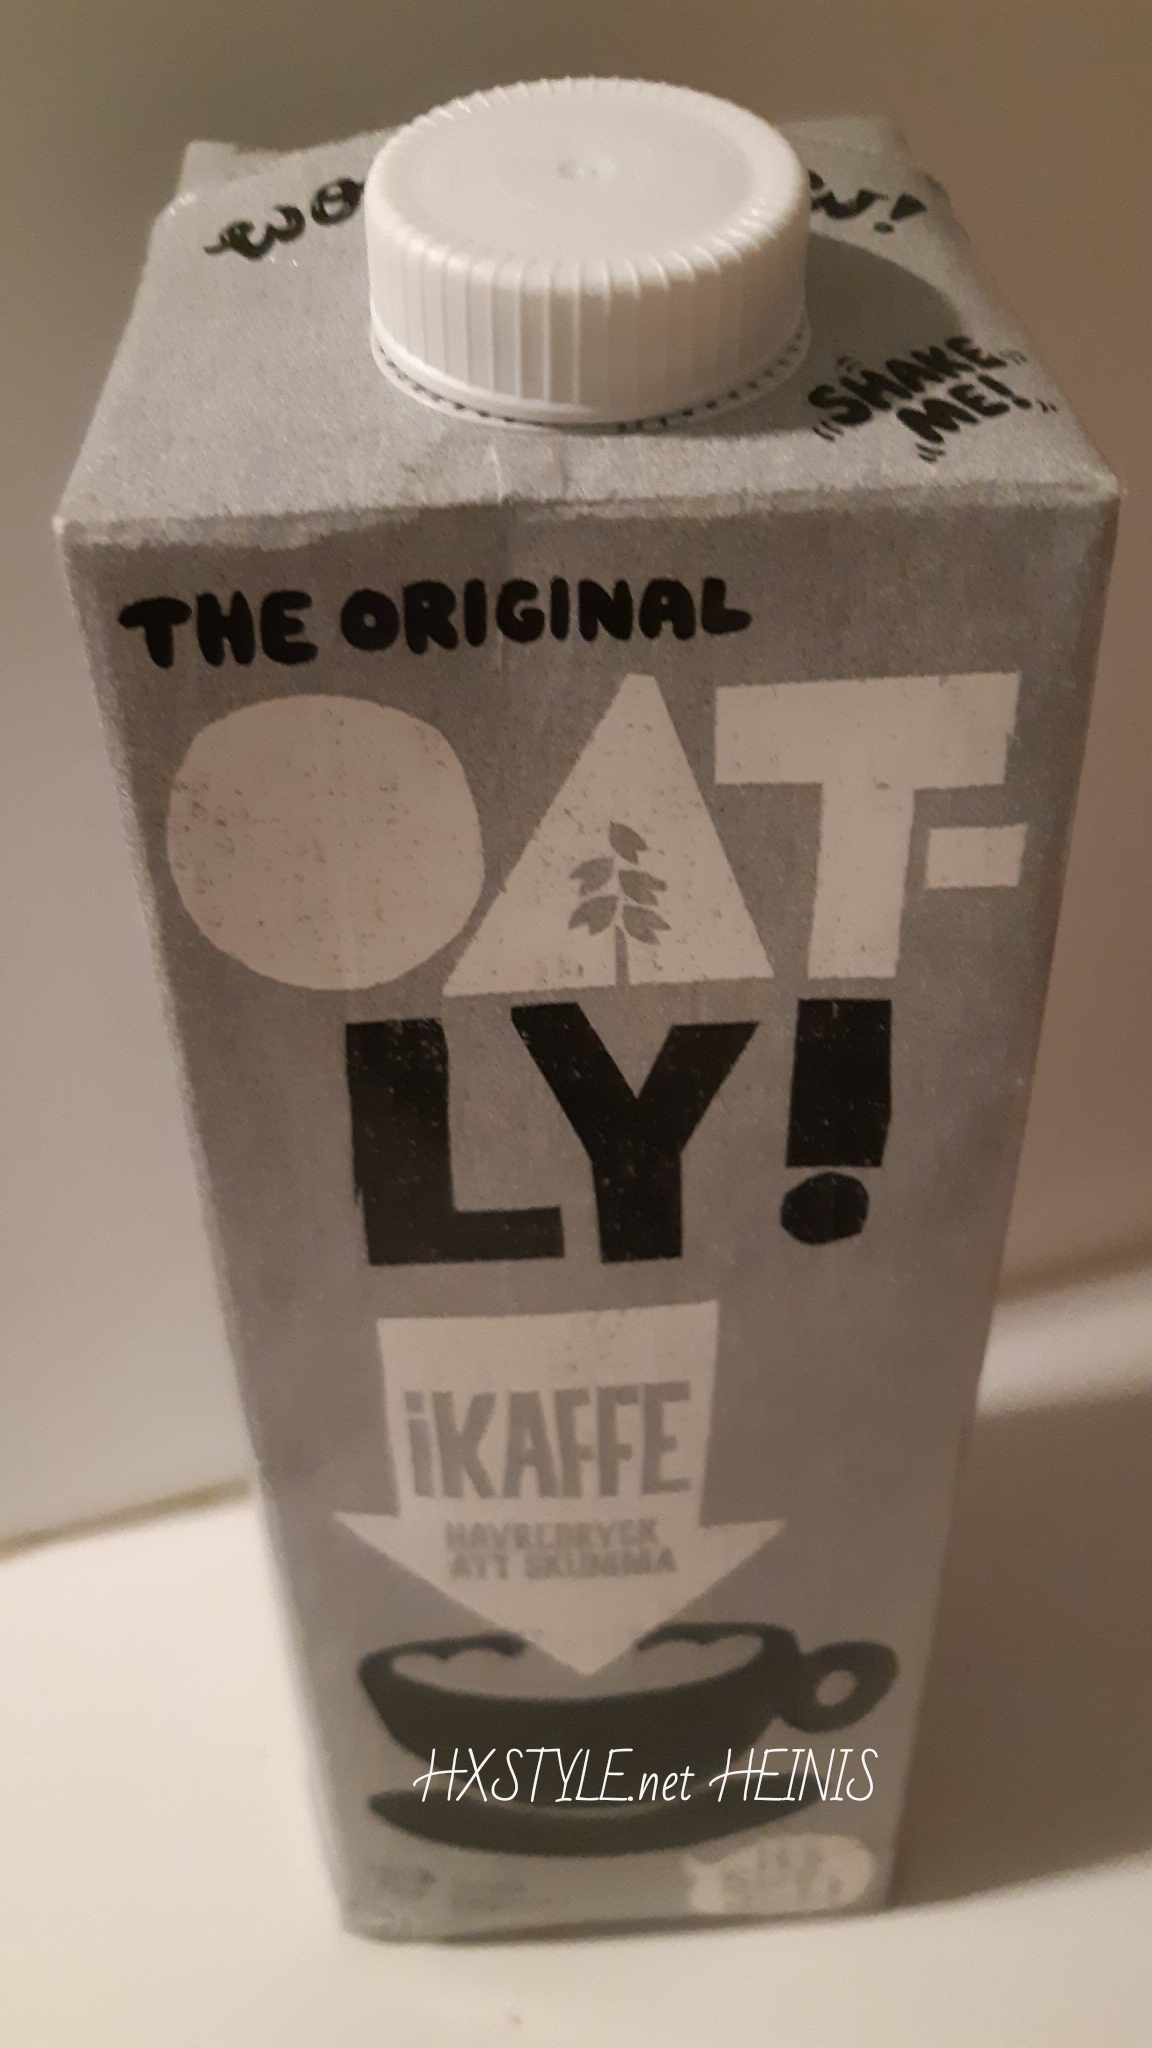 SHAKE
ME!
THE ORIGINAL
OAT-
LY!
iKAFFE
HAVREDRYCK
ATT SKUMMA
HXSTYLE.net HEINIS